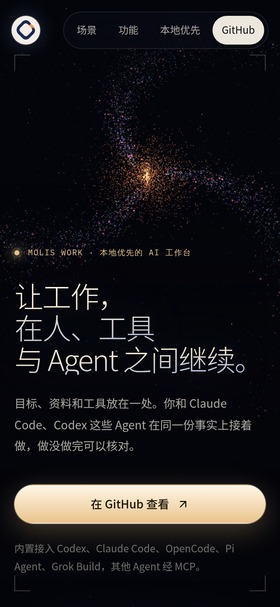 场景 功能 本地优先 GitHub
MOLIS WORK · 本地优先的 AI 工作台
让工作，
在人、工具
与 Agent 之间继续。
目标、资料和工具放在一处。你和 Claude
Code、Codex 这些 Agent 在同一份事实上接着
做，做没做完可以核对。
在 GitHub 查看 ↗
内置接入 Codex、Claude Code、OpenCode、Pi
Agent、Grok Build，其他 Agent 经 MCP。